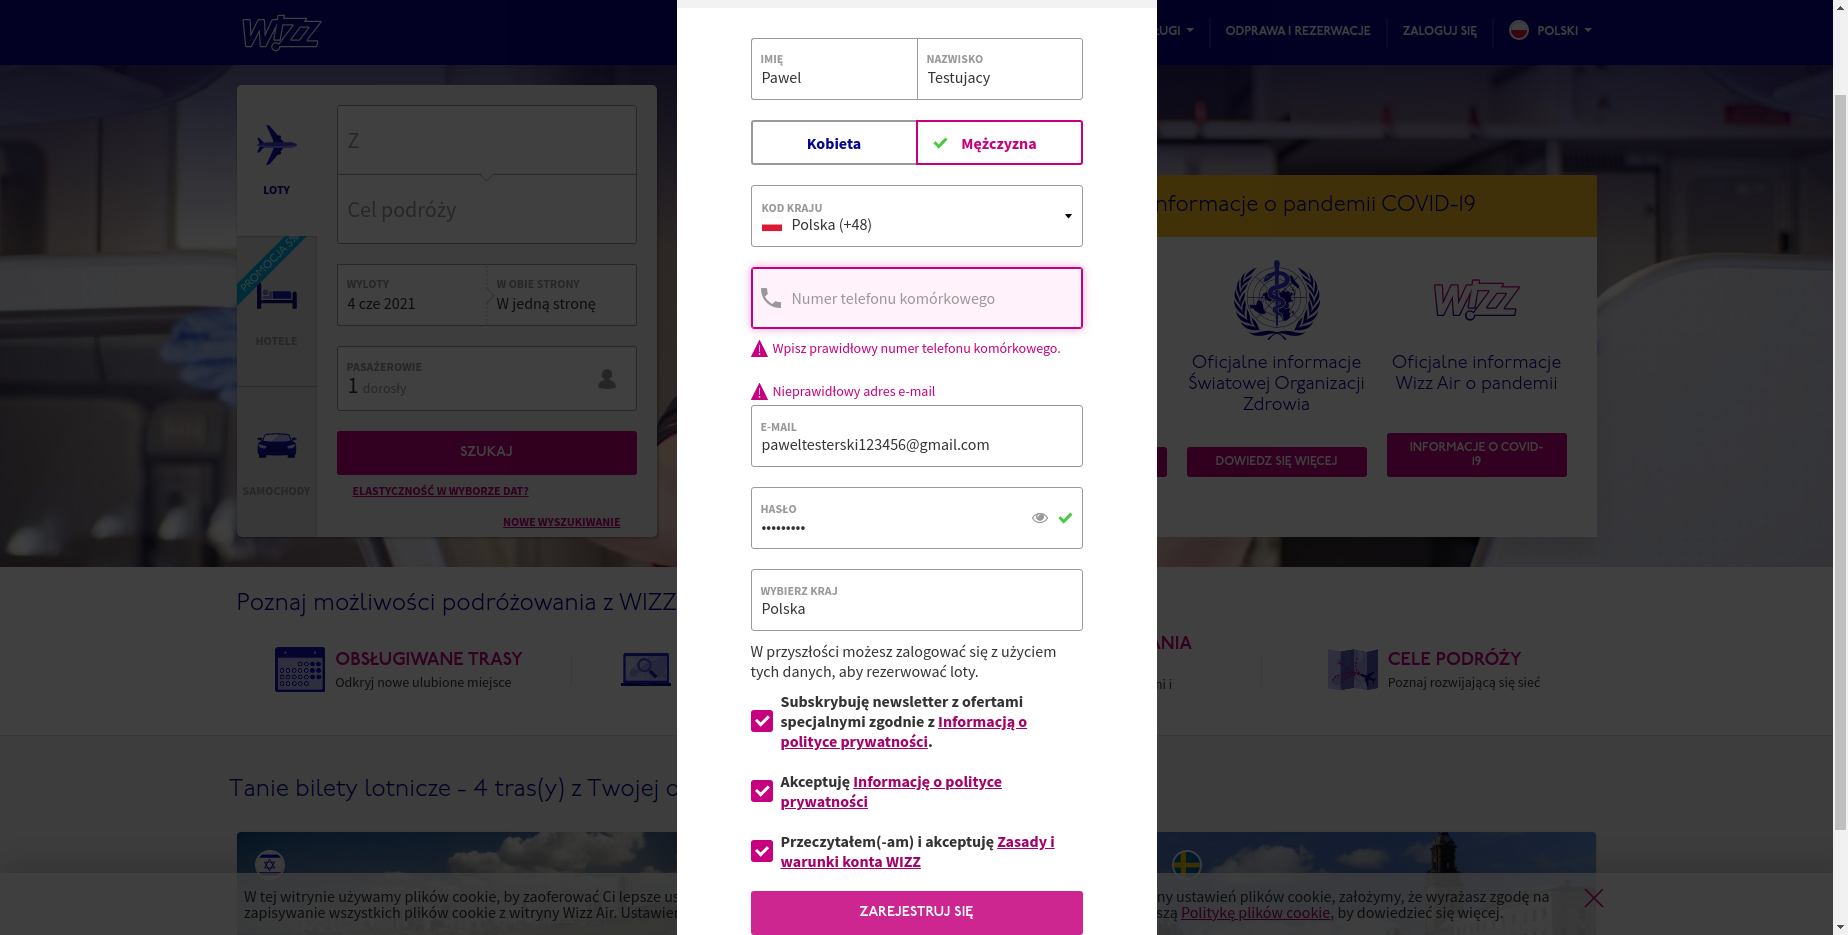 WIZZ
ŁUGI
ODPRAWA I REZERWACJE
ZALOGUJ SIĘ
POLSKI
LOTY
Z
Cel podróży
PROMOCJA
HOTELE
WYLOTY
4 cze 2021
W OBIE STRONY
W jedną stronę
PASAŻEROWIE
1 dorosły
SAMOCHODY
SZUKAJ
ELASTYCZNOŚĆ W WYBORZE DAT?
NOWE WYSZUKIWANIE
IMIĘ
Pawel
NAZWISKO
Testujacy
Kobieta
Mężczyzna
KOD KRAJU
Polska (+48)
Numer telefonu komórkowego
Wpisz prawidłowy numer telefonu komórkowego.
Nieprawidłowy adres e-mail
E-MAIL
paweltesterski123456@gmail.com
HASŁO
•••••••••
WYBIERZ KRAJ
Polska
W przyszłości możesz zalogować się z użyciem
tych danych, aby rezerwować loty.
Subskrybuję newsletter z ofertami
specjalnymi zgodnie z Informacją o
polityce prywatności.
Akceptuję Informację o polityce
prywatności
Przeczytałem(-am) i akceptuję Zasady i
warunki konta WIZZ
ZAREJESTRUJ SIĘ
nformacje o pandemii COVID-19
Oficjalne informacje
Światowej Organizacji
Zdrowia
DOWIEDZ SIĘ WIĘCEJ
WIZZ
Oficjalne informacje
Wizz Air o pandemii
INFORMACJE O COVID-
19
Poznaj możliwości podróżowania z WIZZ
OBSŁUGIWANE TRASY
Odkryj nowe ulubione miejsce
ANIA
ni i
CELE PODRÓŻY
Poznaj rozwijającą się sieć
Tanie bilety lotnicze - 4 tras(y) z Twojej o
W tej witrynie używamy plików cookie, by zaoferować Ci lepsze us
zapisywanie wszystkich plików cookie z witryny Wizz Air. Ustawien
ny ustawień plików cookie, założymy, że wyrażasz zgodę na
szą Politykę plików cookie, by dowiedzieć się więcej.